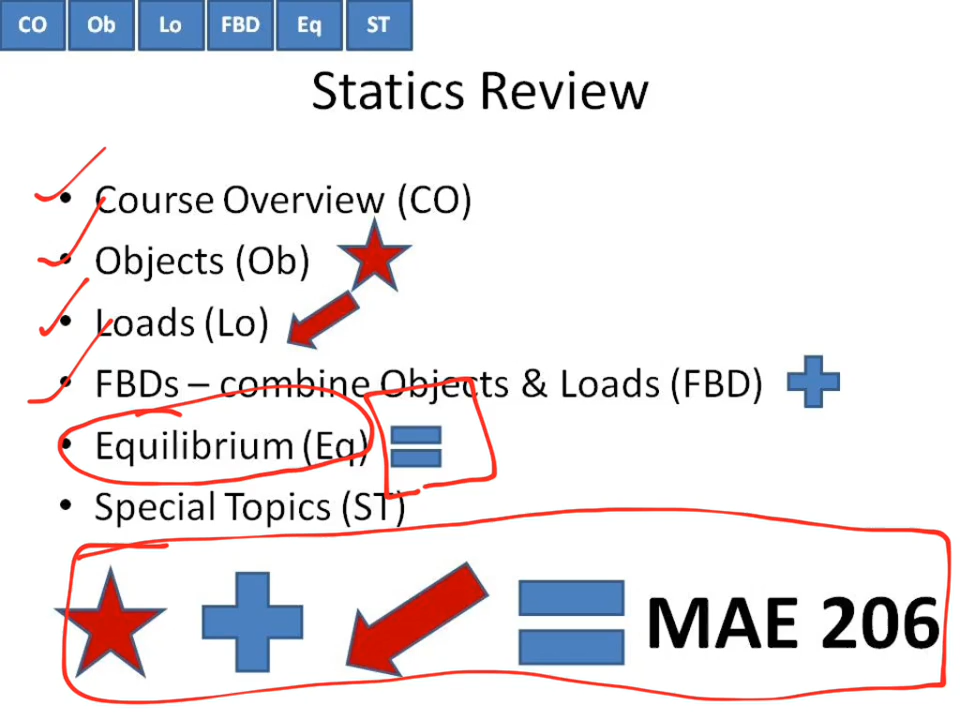 CO Ob Lo FBD Eq ST
Statics Review
• Course Overview (CO)
• Objects (Ob)
• Loads (Lo)
• FBDs – combine Objects & Loads (FBD)
• Equilibrium (Eq)
• Special Topics (ST)
MAE 206